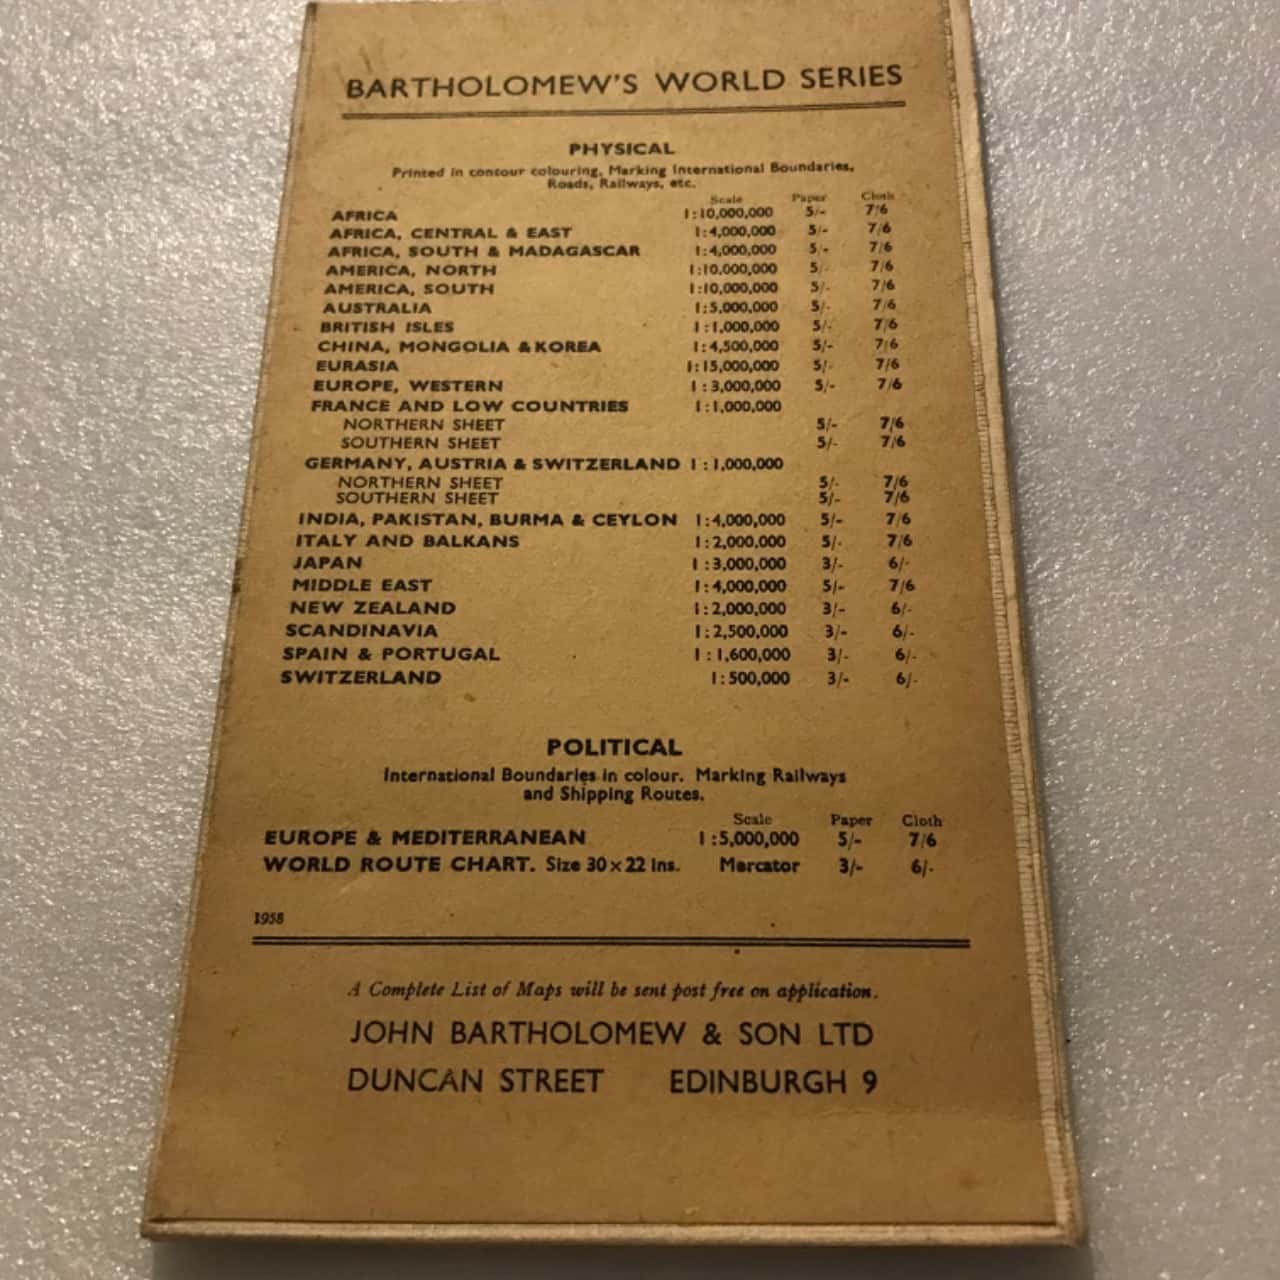 BARTHOLOMEW'S WORLD SERIES
PHYSICAL
Printed in contour colouring, Marking International Boundaries,
Roads, Railways, etc.
Scale Paper Cloth
AFRICA 1:10,000,000 5/- 7/6
AFRICA, CENTRAL & EAST 1:4,000,000 5/- 7/6
AFRICA, SOUTH & MADAGASCAR 1:4,000,000 5/- 7/6
AMERICA, NORTH 1:10,000,000 5/- 7/6
AMERICA, SOUTH 1:10,000,000 5/- 7/6
AUSTRALIA 1:5,000,000 5/- 7/6
BRITISH ISLES 1:1,000,000 5/- 7/6
CHINA, MONGOLIA & KOREA 1:4,500,000 5/- 7/6
EURASIA 1:15,000,000 5/- 7/6
EUROPE, WESTERN 1:3,000,000 5/- 7/6
FRANCE AND LOW COUNTRIES 1:1,000,000
NORTHERN SHEET 5/- 7/6
SOUTHERN SHEET 5/- 7/6
GERMANY, AUSTRIA & SWITZERLAND 1:1,000,000
NORTHERN SHEET 5/- 7/6
SOUTHERN SHEET 5/- 7/6
INDIA, PAKISTAN, BURMA & CEYLON 1:4,000,000 5/- 7/6
ITALY AND BALKANS 1:2,000,000 5/- 7/6
JAPAN 1:3,000,000 3/- 6/-
MIDDLE EAST 1:4,000,000 5/- 7/6
NEW ZEALAND 1:2,000,000 3/- 6/-
SCANDINAVIA 1:2,500,000 3/- 6/-
SPAIN & PORTUGAL 1:1,600,000 3/- 6/-
SWITZERLAND 1:500,000 3/- 6/-
POLITICAL
International Boundaries in colour. Marking Railways
and Shipping Routes.
Scale Paper Cloth
EUROPE & MEDITERRANEAN 1:5,000,000 5/- 7/6
WORLD ROUTE CHART. Size 30 × 22 ins. Mercator 3/- 6/-
1958
A Complete List of Maps will be sent post free on application.
JOHN BARTHOLOMEW & SON LTD
DUNCAN STREET EDINBURGH 9